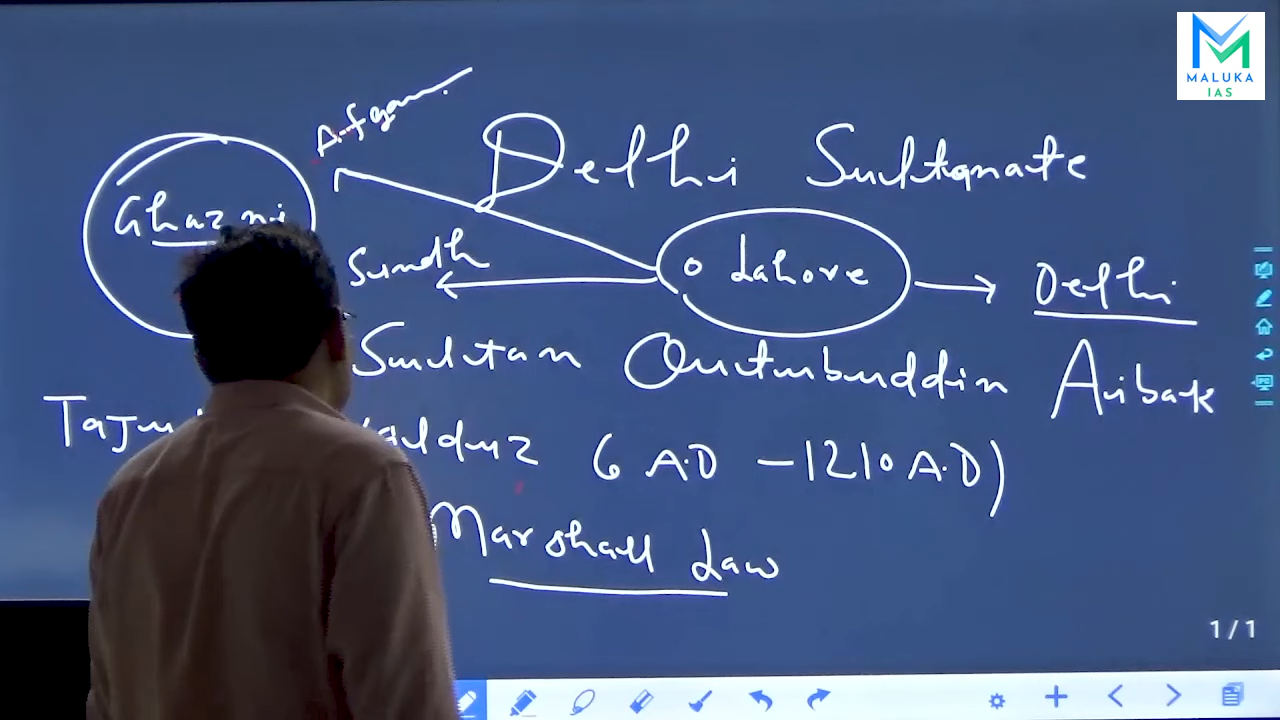 MALUKA
IAS
Afgan.
Delhi Sultanate
Ghazni
Sindh
Lahore
Delhi
Sultan Qutubuddin Aibak
Taju alduz 6 A.D - 1210 A.D)
Marshall Law
1/1